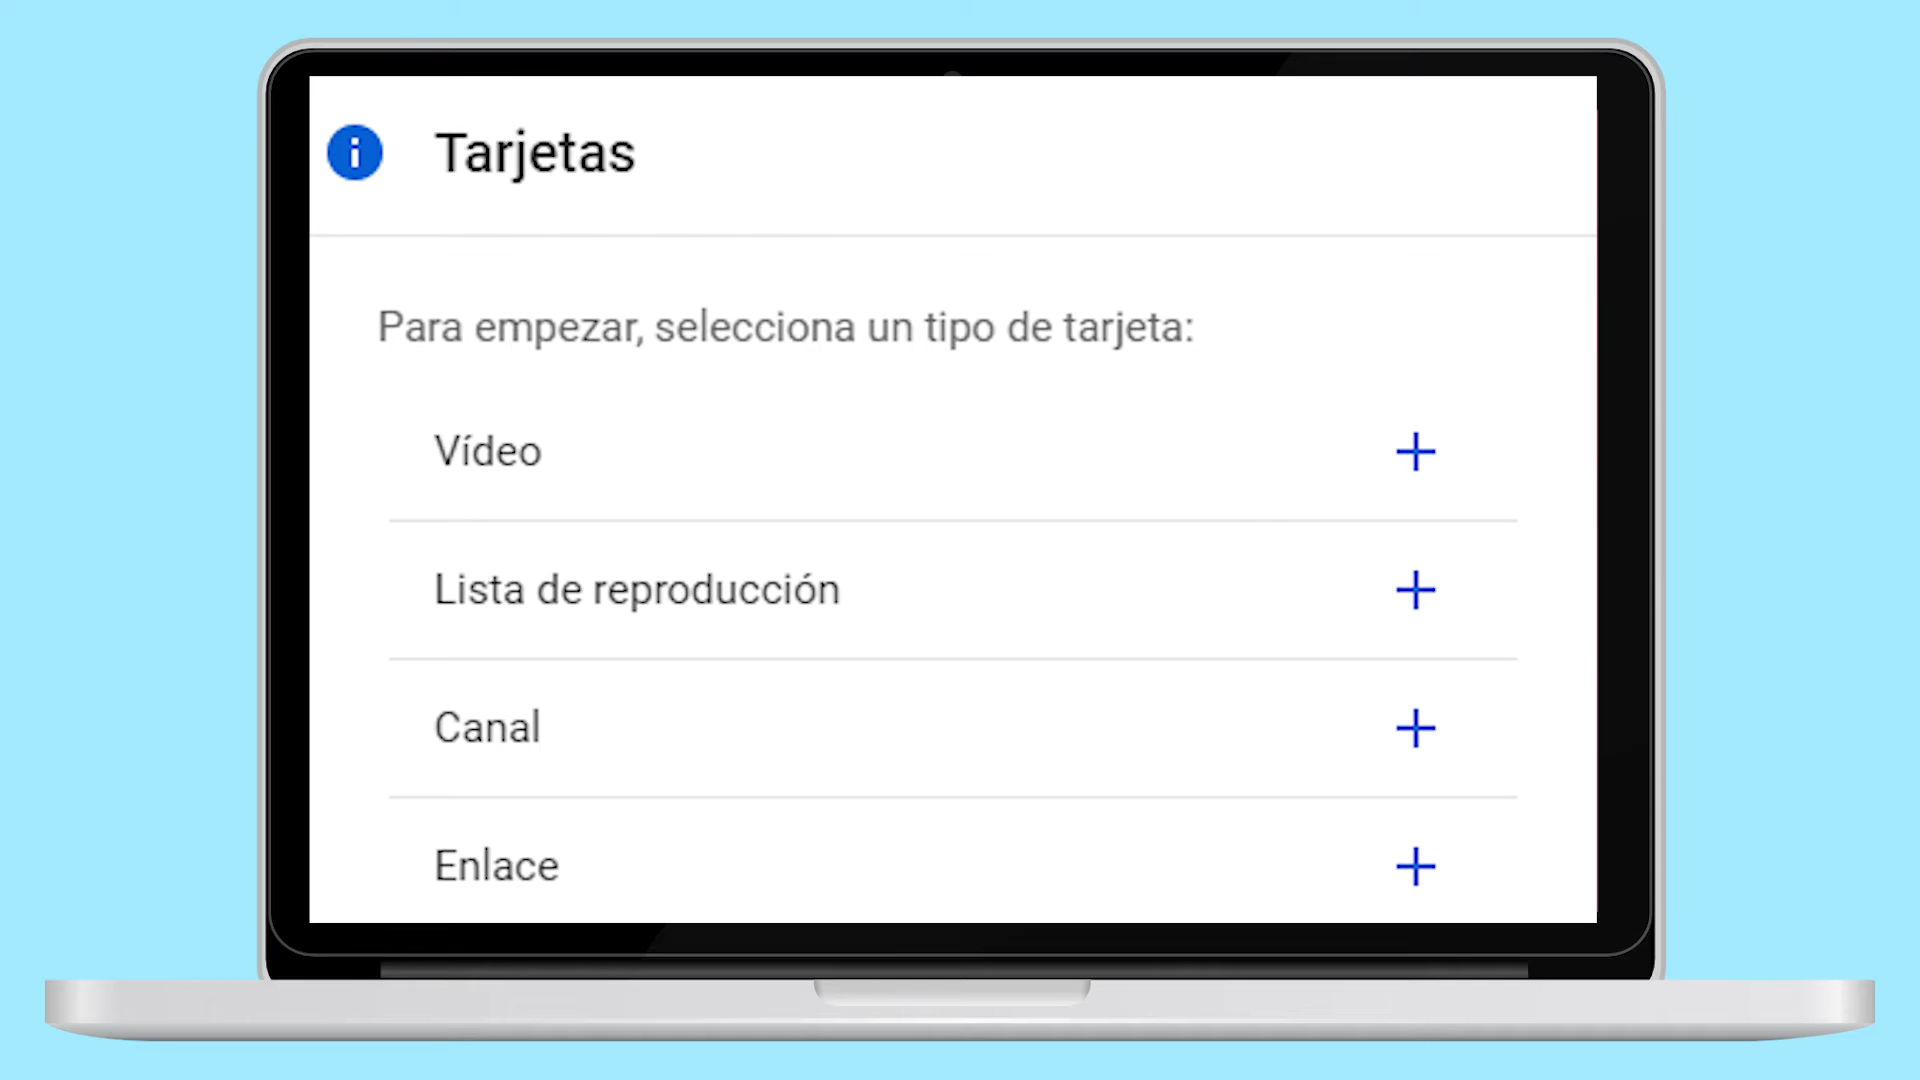 Tarjetas
Para empezar, selecciona un tipo de tarjeta:
Vídeo +
Lista de reproducción +
Canal +
Enlace +